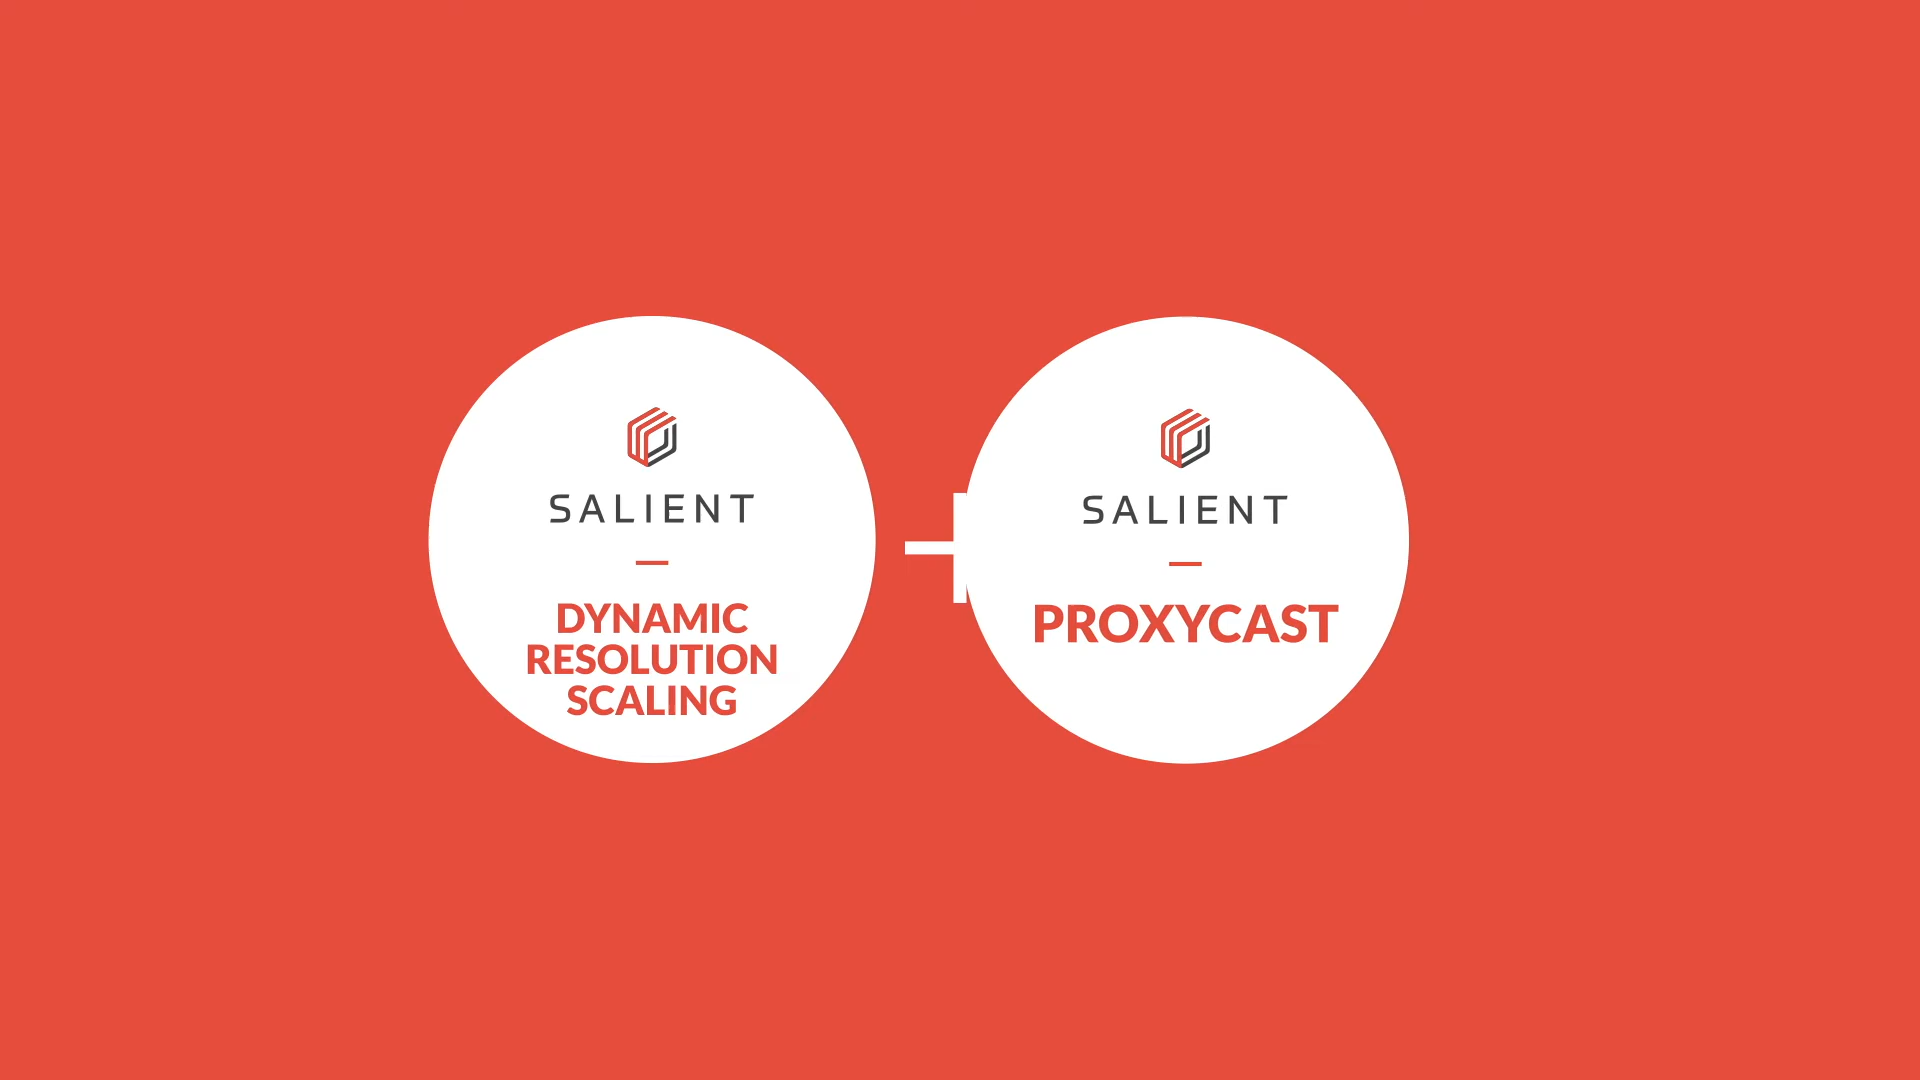 SALIENT
DYNAMIC
RESOLUTION
SCALING
+
SALIENT
PROXYCAST